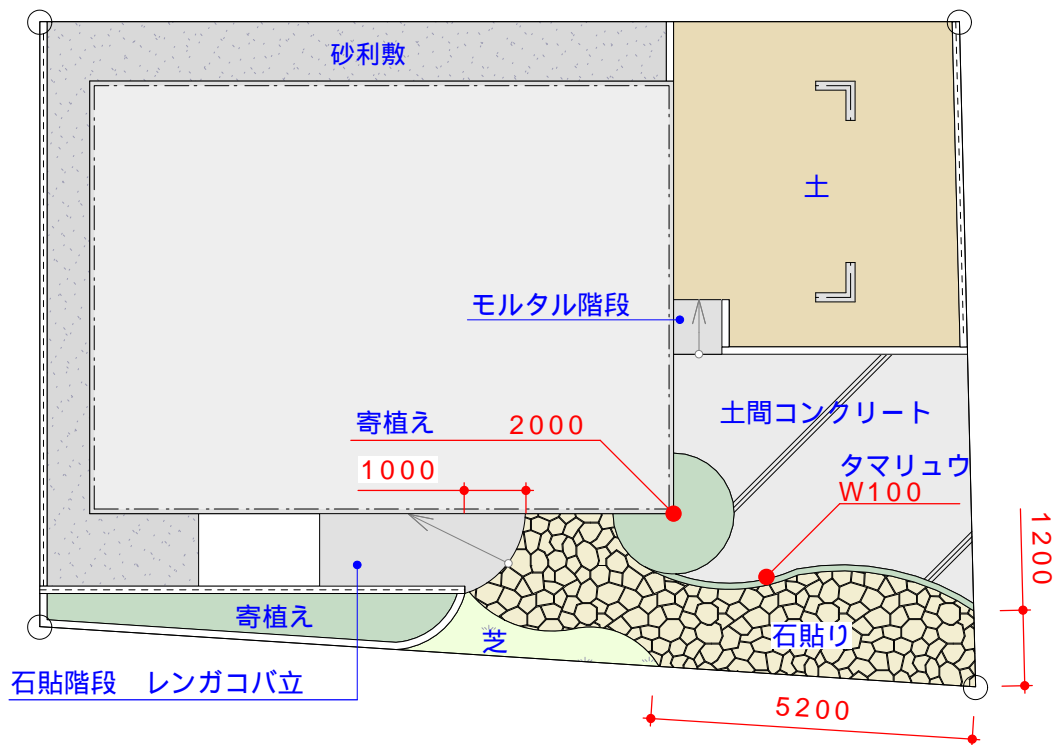 砂利敷
土
モルタル階段
寄植え 2000
土間コンクリート
1000
タマリュウ
W100
1200
寄植え
芝
石貼り
石貼階段 レンガコバ立
5200